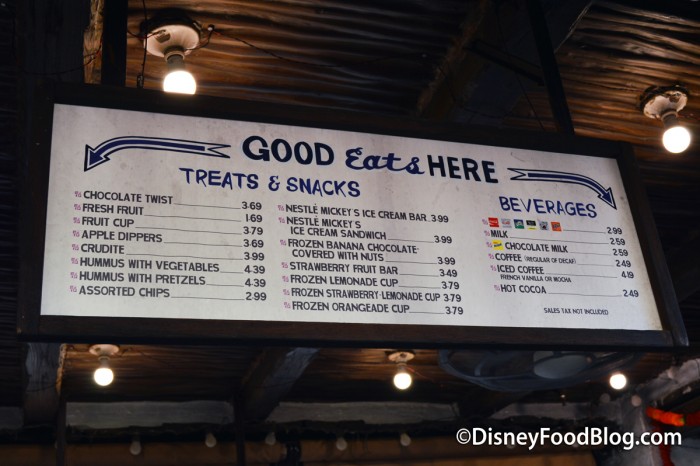 GOOD Eats HERE
TREATS & SNACKS
CHOCOLATE TWIST 3.69
FRESH FRUIT 1.69
FRUIT CUP 3.79
APPLE DIPPERS 3.79
CRUDITE 3.99
HUMMUS WITH VEGETABLES 4.39
HUMMUS WITH PRETZELS 4.39
ASSORTED CHIPS 2.99
NESTLÉ MICKEY'S ICE CREAM BAR 3.99
NESTLÉ MICKEY'S
ICE CREAM SANDWICH 3.99
FROZEN BANANA CHOCOLATE-
COVERED WITH NUTS 3.99
STRAWBERRY FRUIT BAR 3.49
FROZEN LEMONADE CUP 3.79
FROZEN STRAWBERRY-LEMONADE CUP 3.79
FROZEN ORANGEADE CUP 3.79
BEVERAGES
2.99
MILK 2.59
CHOCOLATE MILK 2.59
COFFEE (REGULAR OF DECAF) 2.49
ICED COFFEE 4.19
FRENCH VANILLA OR MOCHA
HOT COCOA 2.49
SALES TAX NOT INCLUDED
©DisneyFoodBlog.com